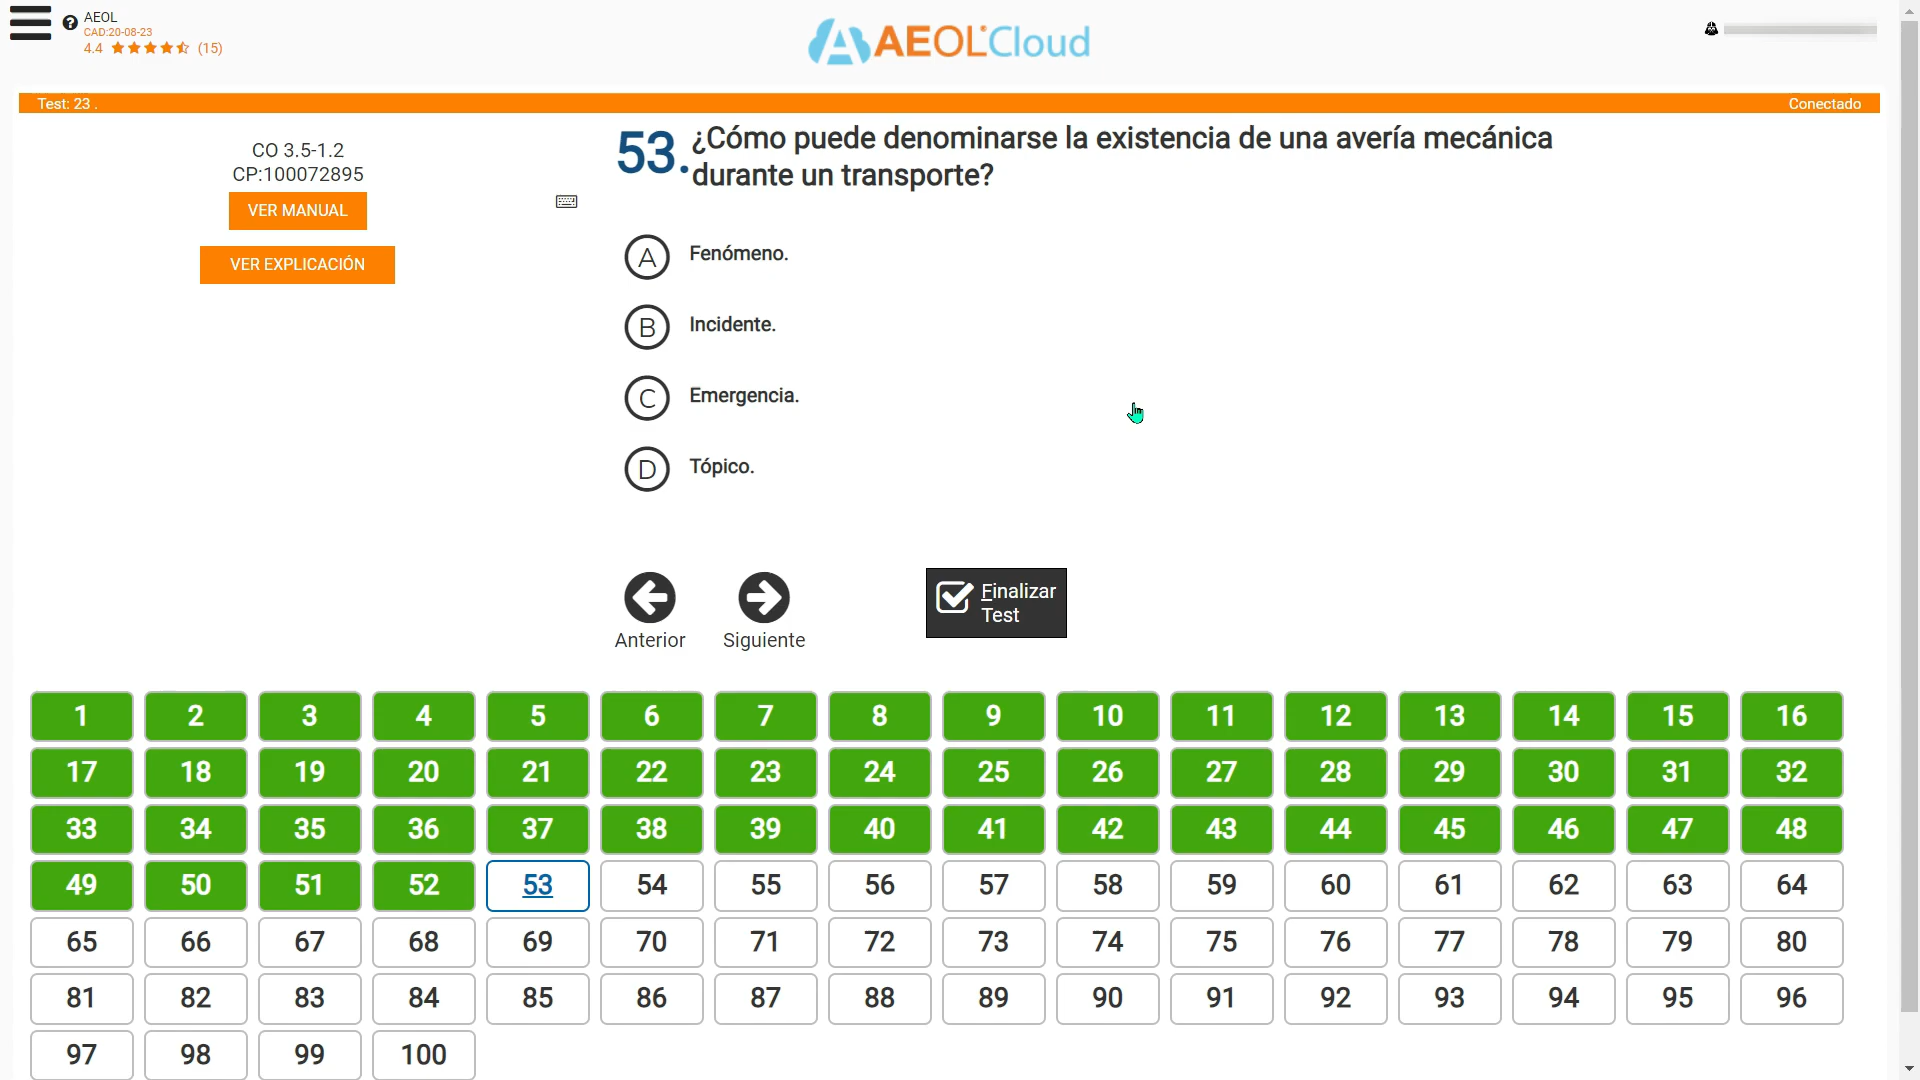 AEOL
CAD:20-08-23
4.4 (15)
AEOL Cloud
Test: 23 .
Conectado
CO 3.5-1.2
CP:100072895
VER MANUAL
VER EXPLICACIÓN
53. ¿Cómo puede denominarse la existencia de una avería mecánica
durante un transporte?
A Fenómeno.
B Incidente.
C Emergencia.
D Tópico.
Anterior
Siguiente
Finalizar
Test
1 2 3 4 5 6 7 8 9 10 11 12 13 14 15 16
17 18 19 20 21 22 23 24 25 26 27 28 29 30 31 32
33 34 35 36 37 38 39 40 41 42 43 44 45 46 47 48
49 50 51 52 53 54 55 56 57 58 59 60 61 62 63 64
65 66 67 68 69 70 71 72 73 74 75 76 77 78 79 80
81 82 83 84 85 86 87 88 89 90 91 92 93 94 95 96
97 98 99 100